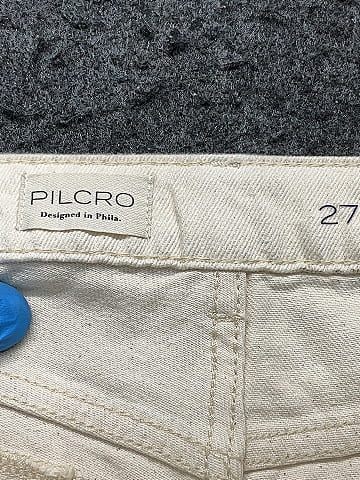 PILCRO
Designed in Phila.
27